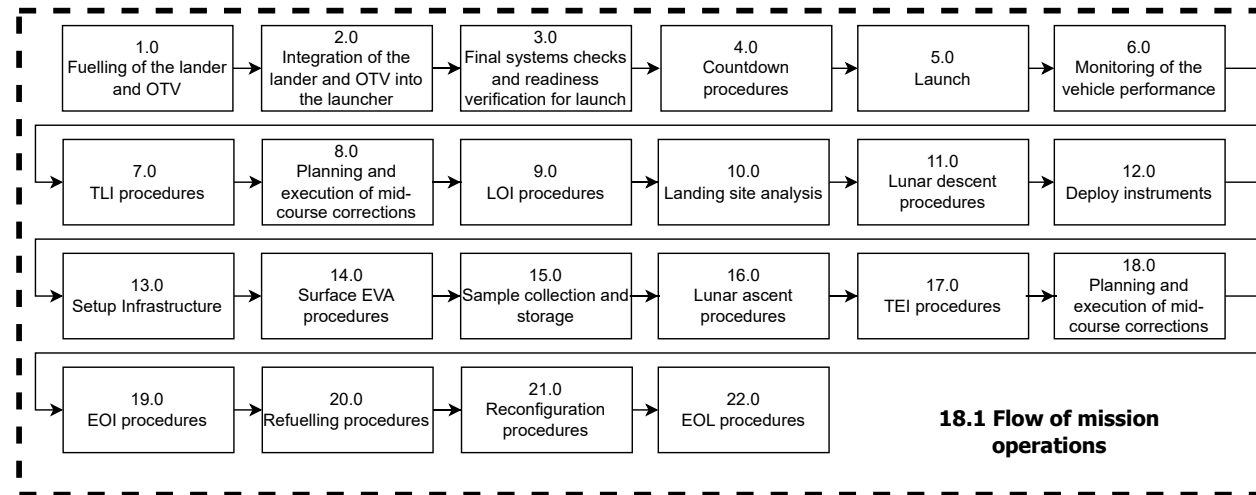 1.0
Fuelling of the lander
and OTV
2.0
Integration of the
lander and OTV into
the launcher
3.0
Final systems checks
and readiness
verification for launch
4.0
Countdown
procedures
5.0
Launch
6.0
Monitoring of the
vehicle performance
7.0
TLI procedures
8.0
Planning and
execution of mid-
course corrections
9.0
LOI procedures
10.0
Landing site analysis
11.0
Lunar descent
procedures
12.0
Deploy instruments
13.0
Setup Infrastructure
14.0
Surface EVA
procedures
15.0
Sample collection and
storage
16.0
Lunar ascent
procedures
17.0
TEI procedures
18.0
Planning and
execution of mid-
course corrections
19.0
EOI procedures
20.0
Refuelling procedures
21.0
Reconfiguration
procedures
22.0
EOL procedures
18.1 Flow of mission
operations